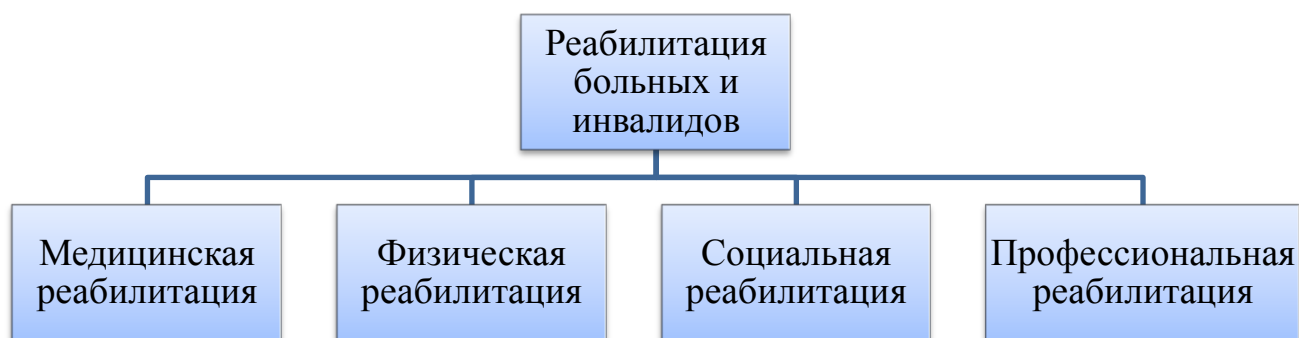 Реабилитация
больных и
инвалидов
Медицинская
реабилитация
Физическая
реабилитация
Социальная
реабилитация
Профессиональная
реабилитация